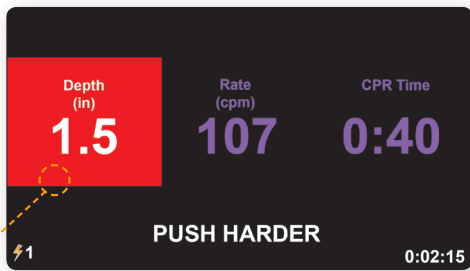 Depth Rate CPR Time
(in) (cpm)
1.5 107 0:40
PUSH HARDER
1 0:02:15